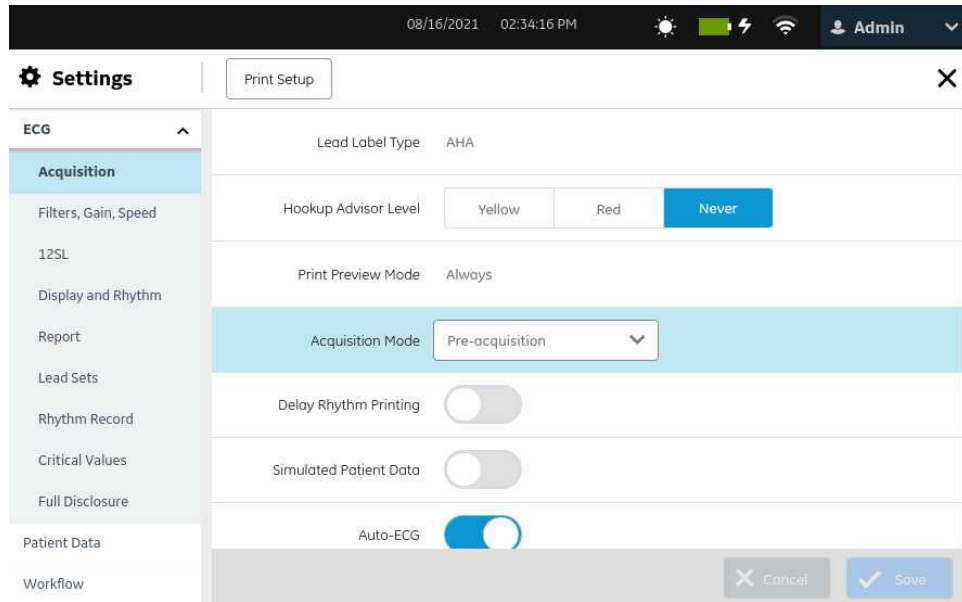 08/16/2021 02:34:16 PM Admin
Settings Print Setup
ECG
Acquisition
Filters, Gain, Speed
12SL
Display and Rhythm
Report
Lead Sets
Rhythm Record
Critical Values
Full Disclosure
Patient Data
Workflow
Lead Label Type AHA
Hookup Advisor Level Yellow Red Never
Print Preview Mode Always
Acquisition Mode Pre-acquisition
Delay Rhythm Printing
Simulated Patient Data
Auto-ECG
Cancel Save